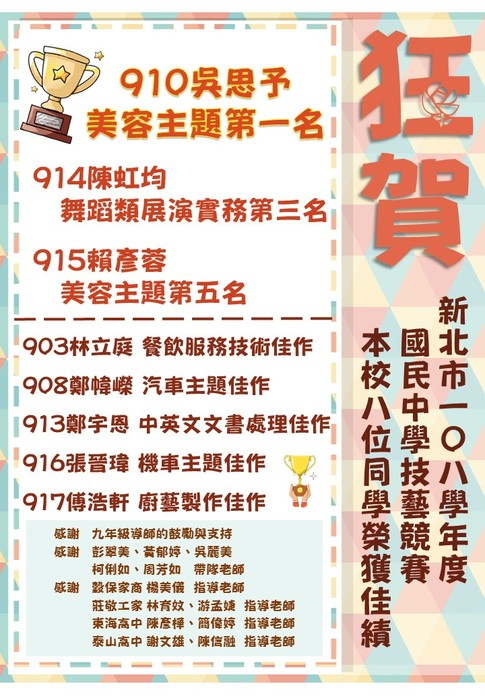 狂賀
新北市一〇八學年度
國民中學技藝競賽
本校八位同學榮獲佳績
910吳思予
美容主題第一名
914陳虹均
舞蹈類展演實務第三名
915賴彥蓉
美容主題第五名
903林立庭 餐飲服務技術佳作
908鄭幃嶸 汽車主題佳作
913鄭宇恩 中英文文書處理佳作
916張晉瑋 機車主題佳作
917傅浩軒 廚藝製作佳作
感謝 九年級導師的鼓勵與支持
感謝 彭翠美、黃郁婷、吳麗美
柯俐如、周芳如 帶隊老師
感謝 穀保家商 楊美儀 指導老師
莊敬工家 林育妏、游孟婕 指導老師
東海高中 陳彥樺、簡偉婷 指導老師
泰山高中 謝文雄、陳信融 指導老師